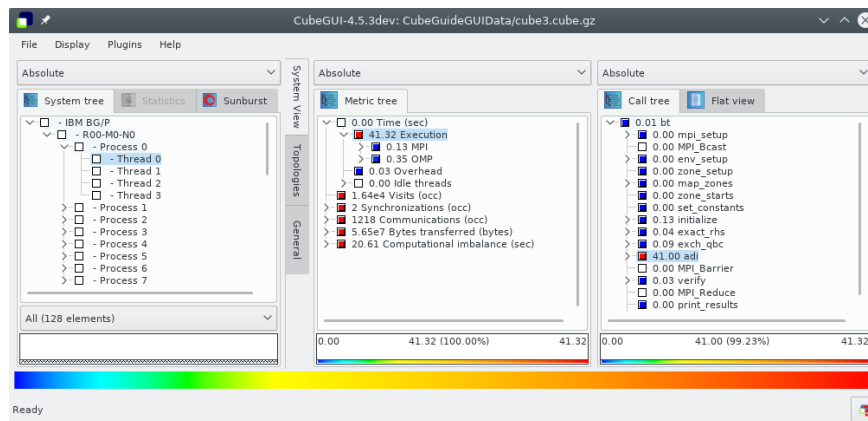 CubeGUI-4.5.3dev: CubeGuideGUIData/cube3.cube.gz
File Display Plugins Help
Absolute
System tree Statistics Sunburst
- IBM BG/P
- R00-M0-N0
- Process 0
- Thread 0
- Thread 1
- Thread 2
- Thread 3
- Process 1
- Process 2
- Process 3
- Process 4
- Process 5
- Process 6
- Process 7
All (128 elements)
System View
Topologies
General
Absolute
Metric tree
0.00 Time (sec)
41.32 Execution
0.13 MPI
0.35 OMP
0.03 Overhead
0.00 Idle threads
1.64e4 Visits (occ)
2 Synchronizations (occ)
1218 Communications (occ)
5.65e7 Bytes transferred (bytes)
20.61 Computational imbalance (sec)
0.00 41.32 (100.00%) 41.32
Absolute
Call tree Flat view
0.01 bt
0.00 mpi_setup
0.00 MPI_Bcast
0.00 env_setup
0.00 zone_setup
0.00 map_zones
0.00 zone_starts
0.00 set_constants
0.13 initialize
0.04 exact_rhs
0.09 exch_qbc
41.00 adi
0.00 MPI_Barrier
0.03 verify
0.00 MPI_Reduce
0.00 print_results
0.00 41.00 (99.23%) 41.32
Ready